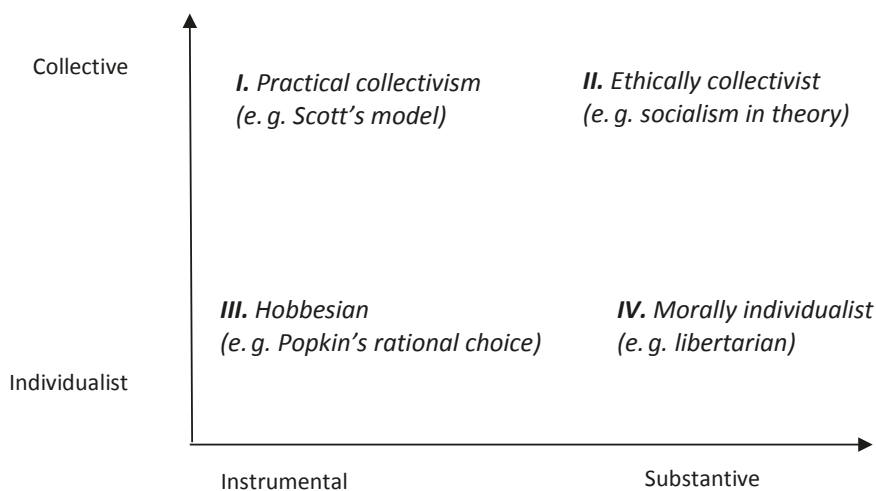 Collective
I. Practical collectivism
(e. g. Scott’s model)
II. Ethically collectivist
(e. g. socialism in theory)
III. Hobbesian
(e. g. Popkin’s rational choice)
IV. Morally individualist
(e. g. libertarian)
Individualist
Instrumental
Substantive